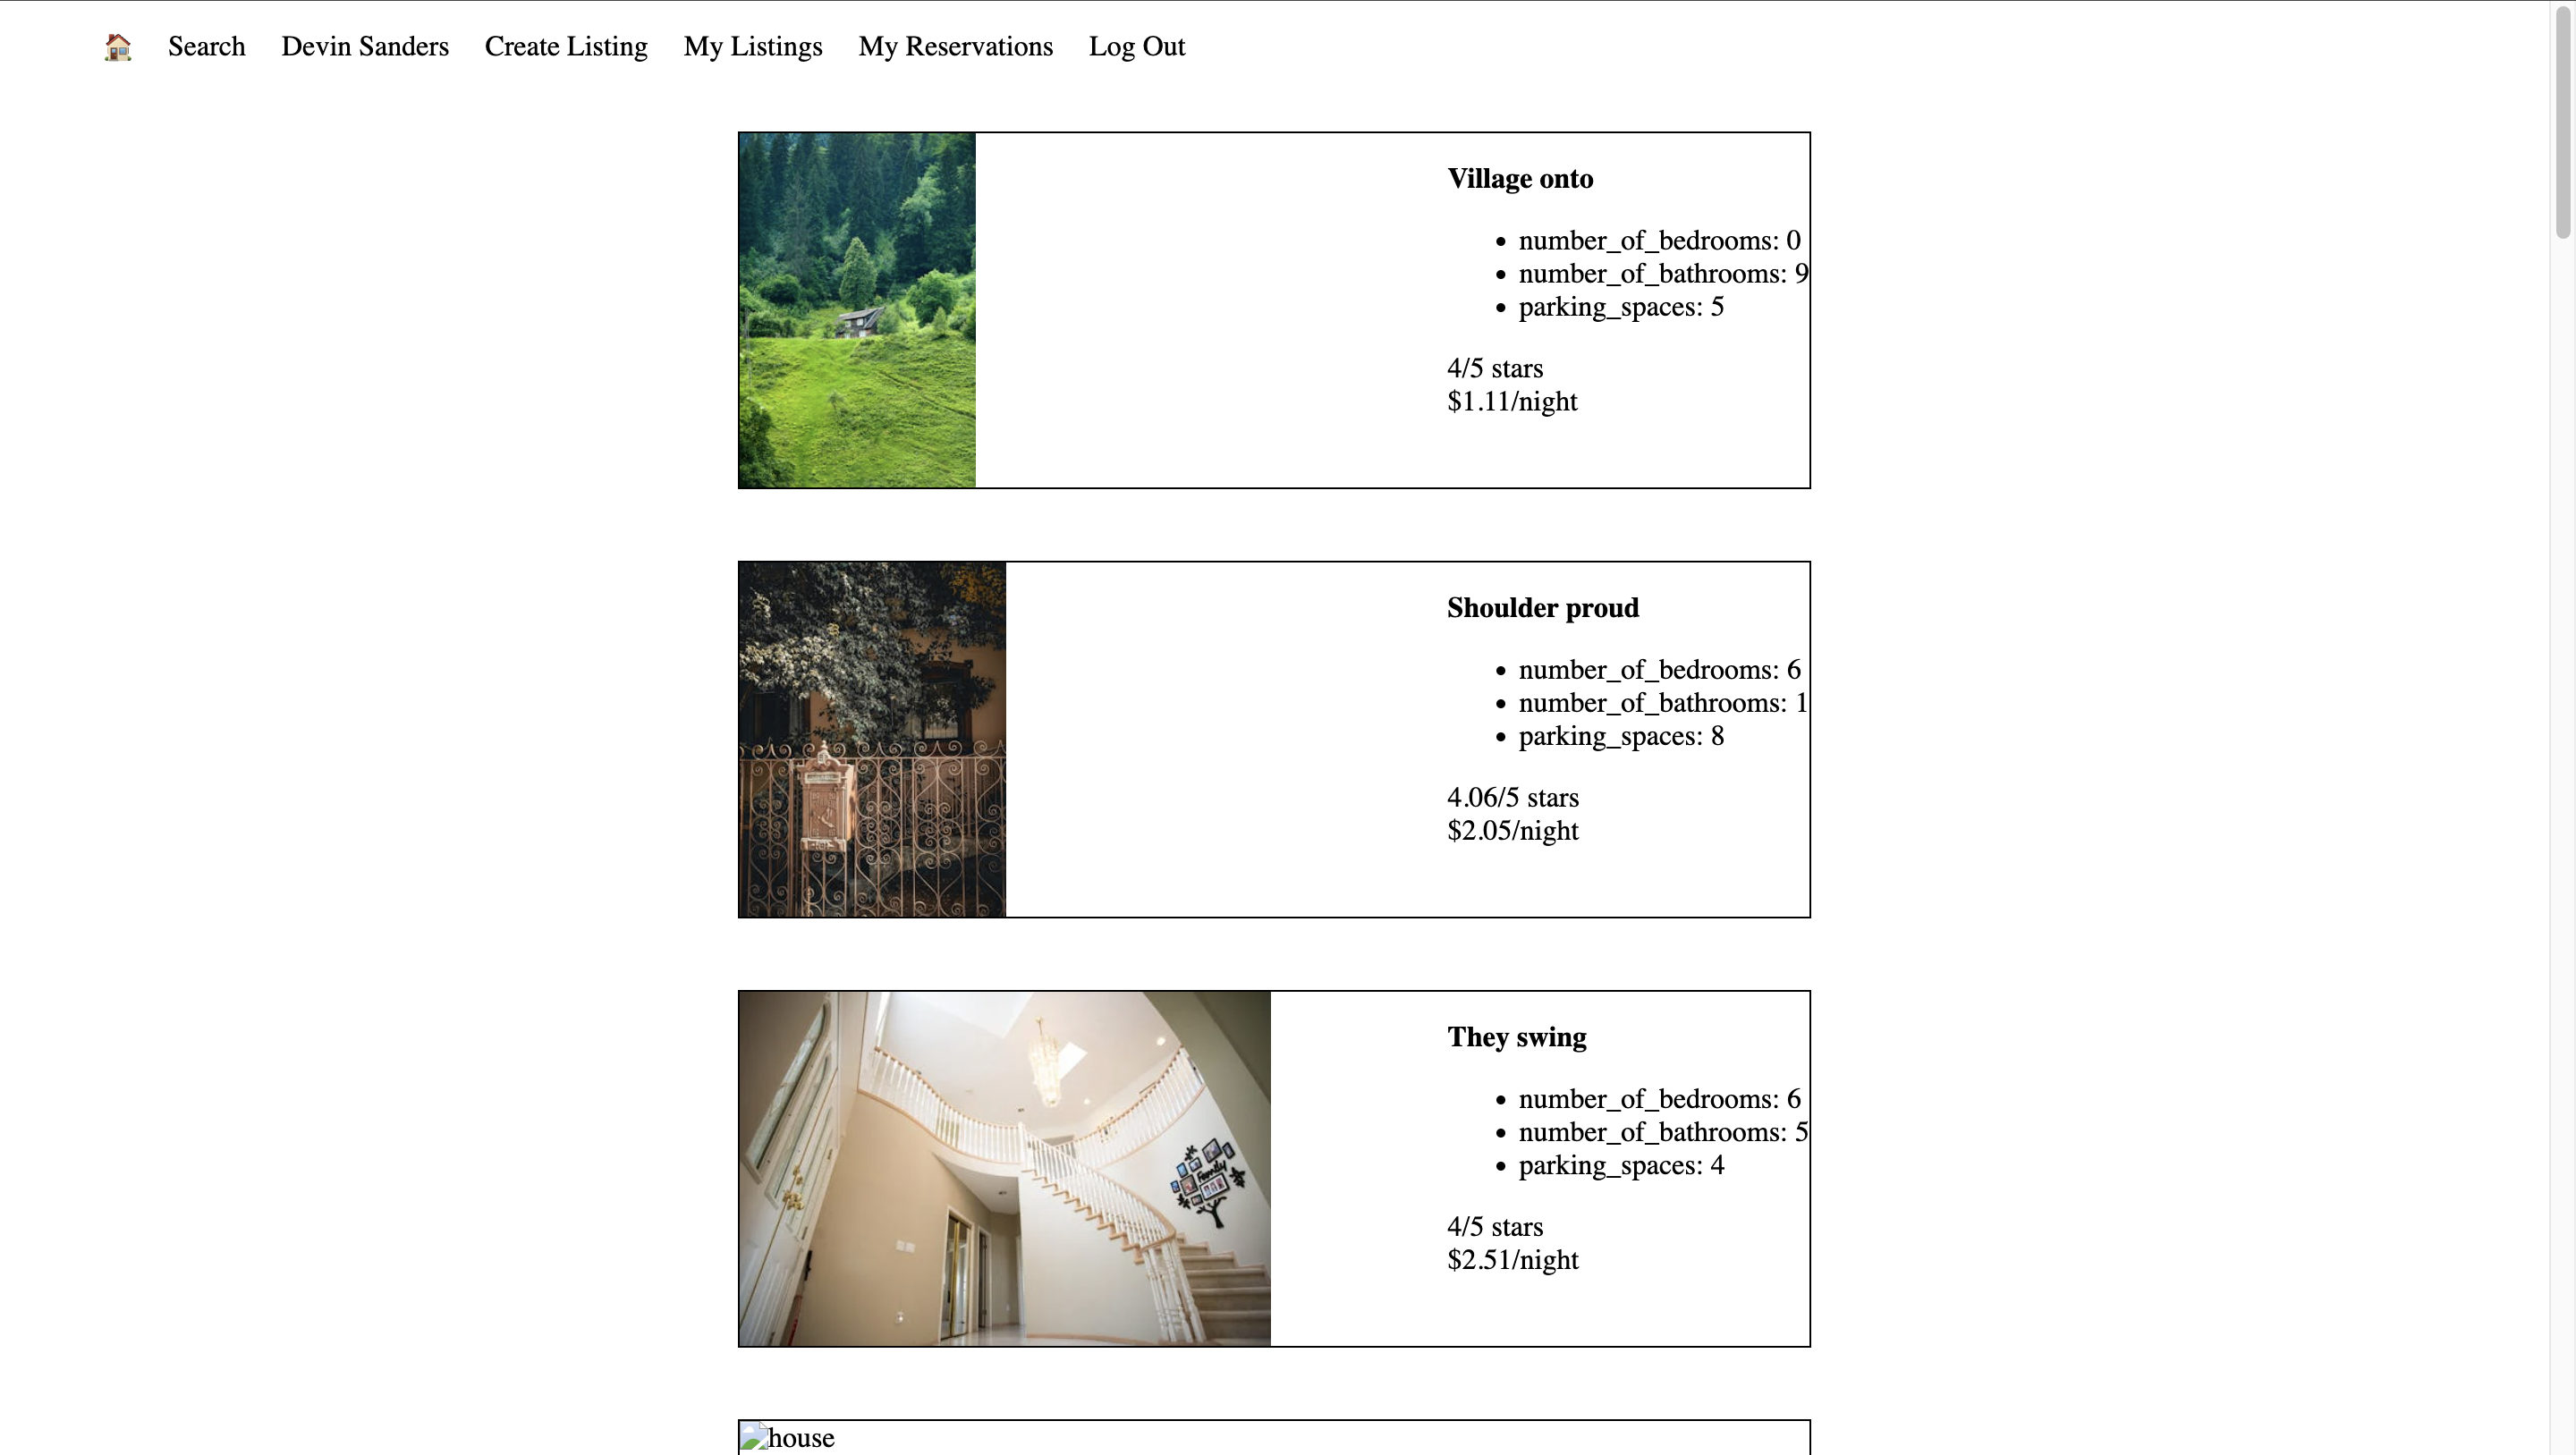 Search Devin Sanders Create Listing My Listings My Reservations Log Out
Village onto
number_of_bedrooms: 0
number_of_bathrooms: 9
parking_spaces: 5
4/5 stars
$1.11/night
Shoulder proud
number_of_bedrooms: 6
number_of_bathrooms: 1
parking_spaces: 8
4.06/5 stars
$2.05/night
They swing
number_of_bedrooms: 6
number_of_bathrooms: 5
parking_spaces: 4
4/5 stars
$2.51/night
Family
house